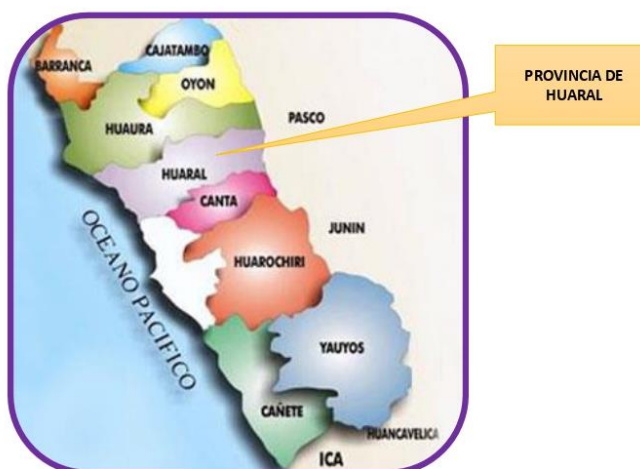 CAJATAMBO
BARRANCA
OYON
PROVINCIA DE
HUARAL
PASCO
HUAURA
HUARAL
CANTA
JUNIN
OCEANO PACIFICO
HUAROCHIRI
YAUYOS
CAÑETE
HUANCAVELICA
ICA